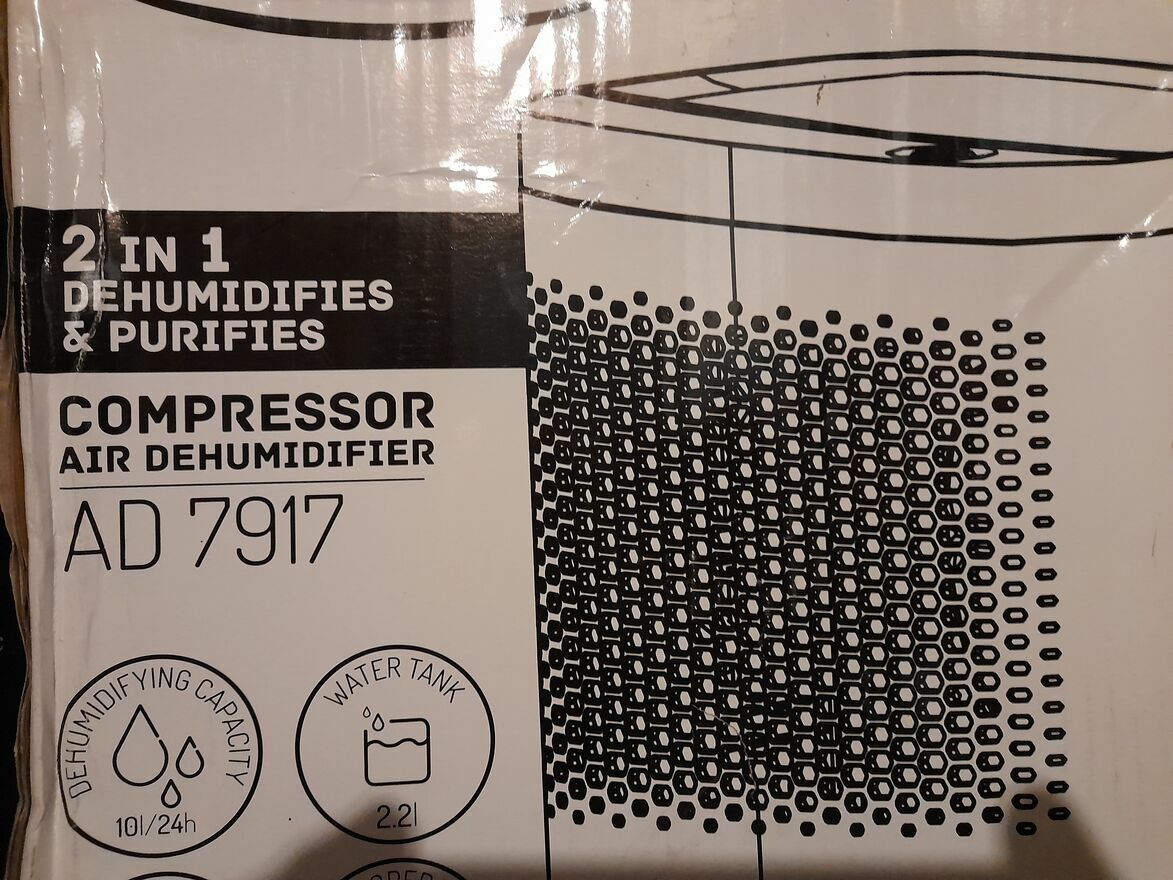 2 IN 1
DEHUMIDIFIES
& PURIFIES
COMPRESSOR
AIR DEHUMIDIFIER
AD 7917
DEHUMIDIFYING CAPACITY
10l/24h
WATER TANK
2.2l